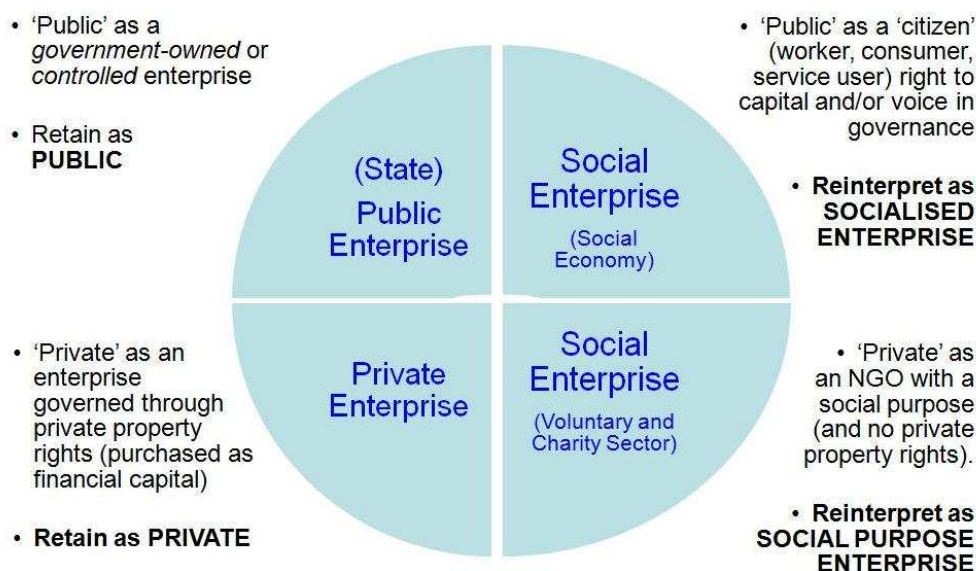 • ‘Public’ as a
government-owned or
controlled enterprise
• Retain as
PUBLIC
• ‘Public’ as a ‘citizen’
(worker, consumer,
service user) right to
capital and/or voice in
governance
• Reinterpret as
SOCIALISED
ENTERPRISE
(State)
Public
Enterprise
Social
Enterprise
(Social
Economy)
Private
Enterprise
Social
Enterprise
(Voluntary and
Charity Sector)
• ‘Private’ as an
enterprise
governed through
private property
rights (purchased as
financial capital)
• Retain as PRIVATE
• ‘Private’ as
an NGO with a
social purpose
(and no private
property rights).
• Reinterpret as
SOCIAL PURPOSE
ENTERPRISE